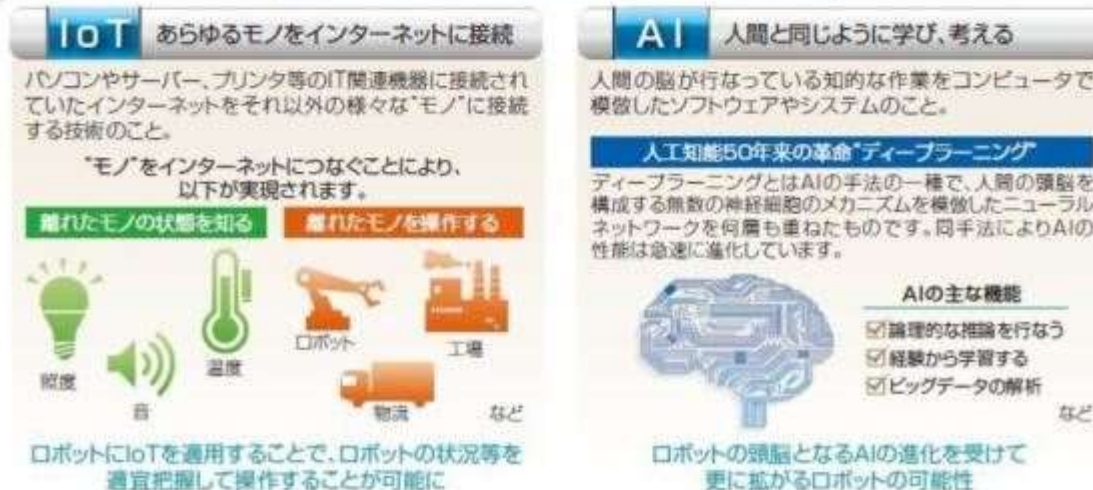 IoT あらゆるモノをインターネットに接続
パソコンやサーバー、プリンタ等のIT関連機器に接続され
ていたインターネットをそれ以外の様々な"モノ"に接続
する技術のこと。
"モノ"をインターネットにつなぐことにより、
以下が実現されます。
離れたモノの状態を知る
離れたモノを操作する
照度
音
温度
ロボット
工場
物流
など
ロボットにIoTを適用することで、ロボットの状況等を
適宜把握して操作することが可能に
AI 人間と同じように学び、考える
人間の脳が行なっている知的な作業をコンピュータで
模倣したソフトウェアやシステムのこと。
人工知能50年来の革命"ディープラーニング"
ディープラーニングとはAIの手法の一種で、人間の頭脳を
構成する無数の神経細胞のメカニズムを模倣したニューラル
ネットワークを何層も重ねたものです。同手法によりAIの
性能は急速に進化しています。
AIの主な機能
☑論理的な推論を行なう
☑経験から学習する
☑ビッグデータの解析
など
ロボットの頭脳となるAIの進化を受けて
更に拡がるロボットの可能性